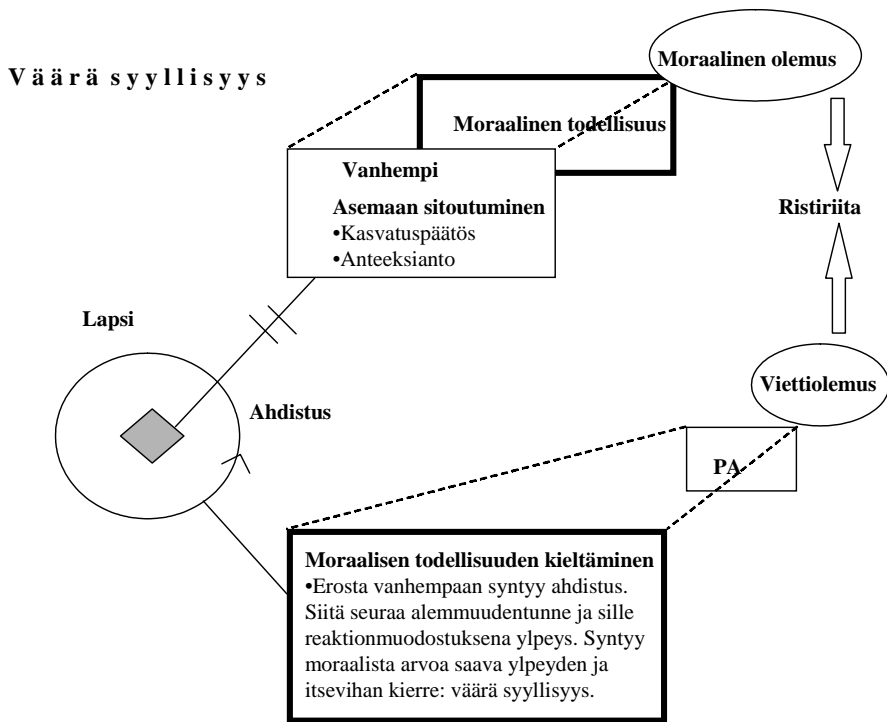 Moraalinen olemus
V ä ä r ä s y y l l i s y y s
Moraalinen todellisuus
Vanhempi
Asemaan sitoutuminen
•Kasvatuspäätös
•Anteeksianto
Ristiriita
Lapsi
Viettiolemus
Ahdistus
PA
Moraalisen todellisuuden kieltäminen
•Erosta vanhempaan syntyy ahdistus.
Siitä seuraa alemmuudentunne ja sille
reaktionmuodostuksena ylpeys. Syntyy
moraalista arvoa saava ylpeyden ja
itsevihan kierre: väärä syyllisyys.